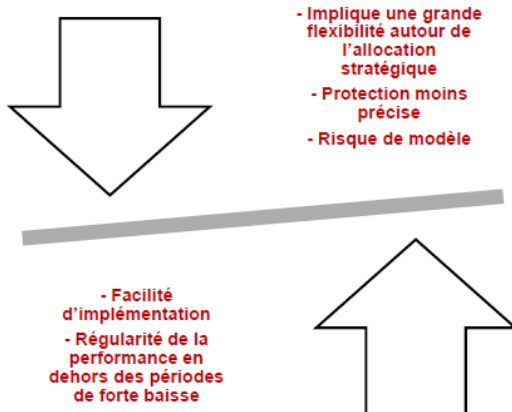 - Implique une grande
flexibilité autour de
l'allocation
stratégique
- Protection moins
précise
- Risque de modèle
- Facilité
d'implémentation
- Régularité de la
performance en
dehors des périodes
de forte baisse